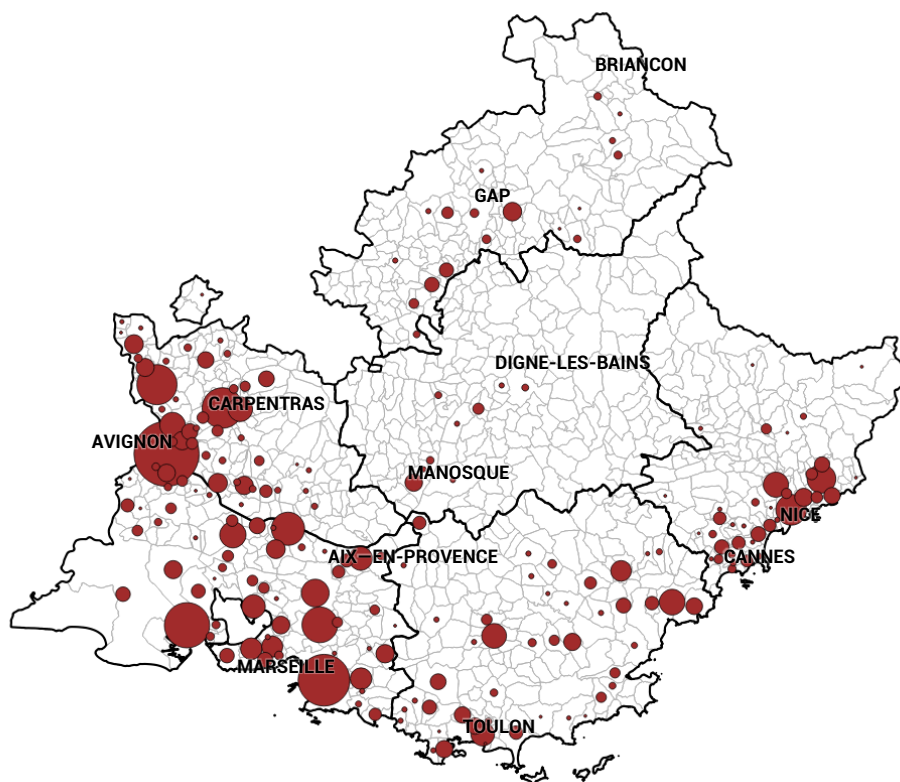 BRIANCON
GAP
DIGNE-LES-BAINS
CARPENTRAS
AVIGNON
MANOSQUE
NICE
AIX-EN-PROVENCE
CANNES
MARSEILLE
TOULON